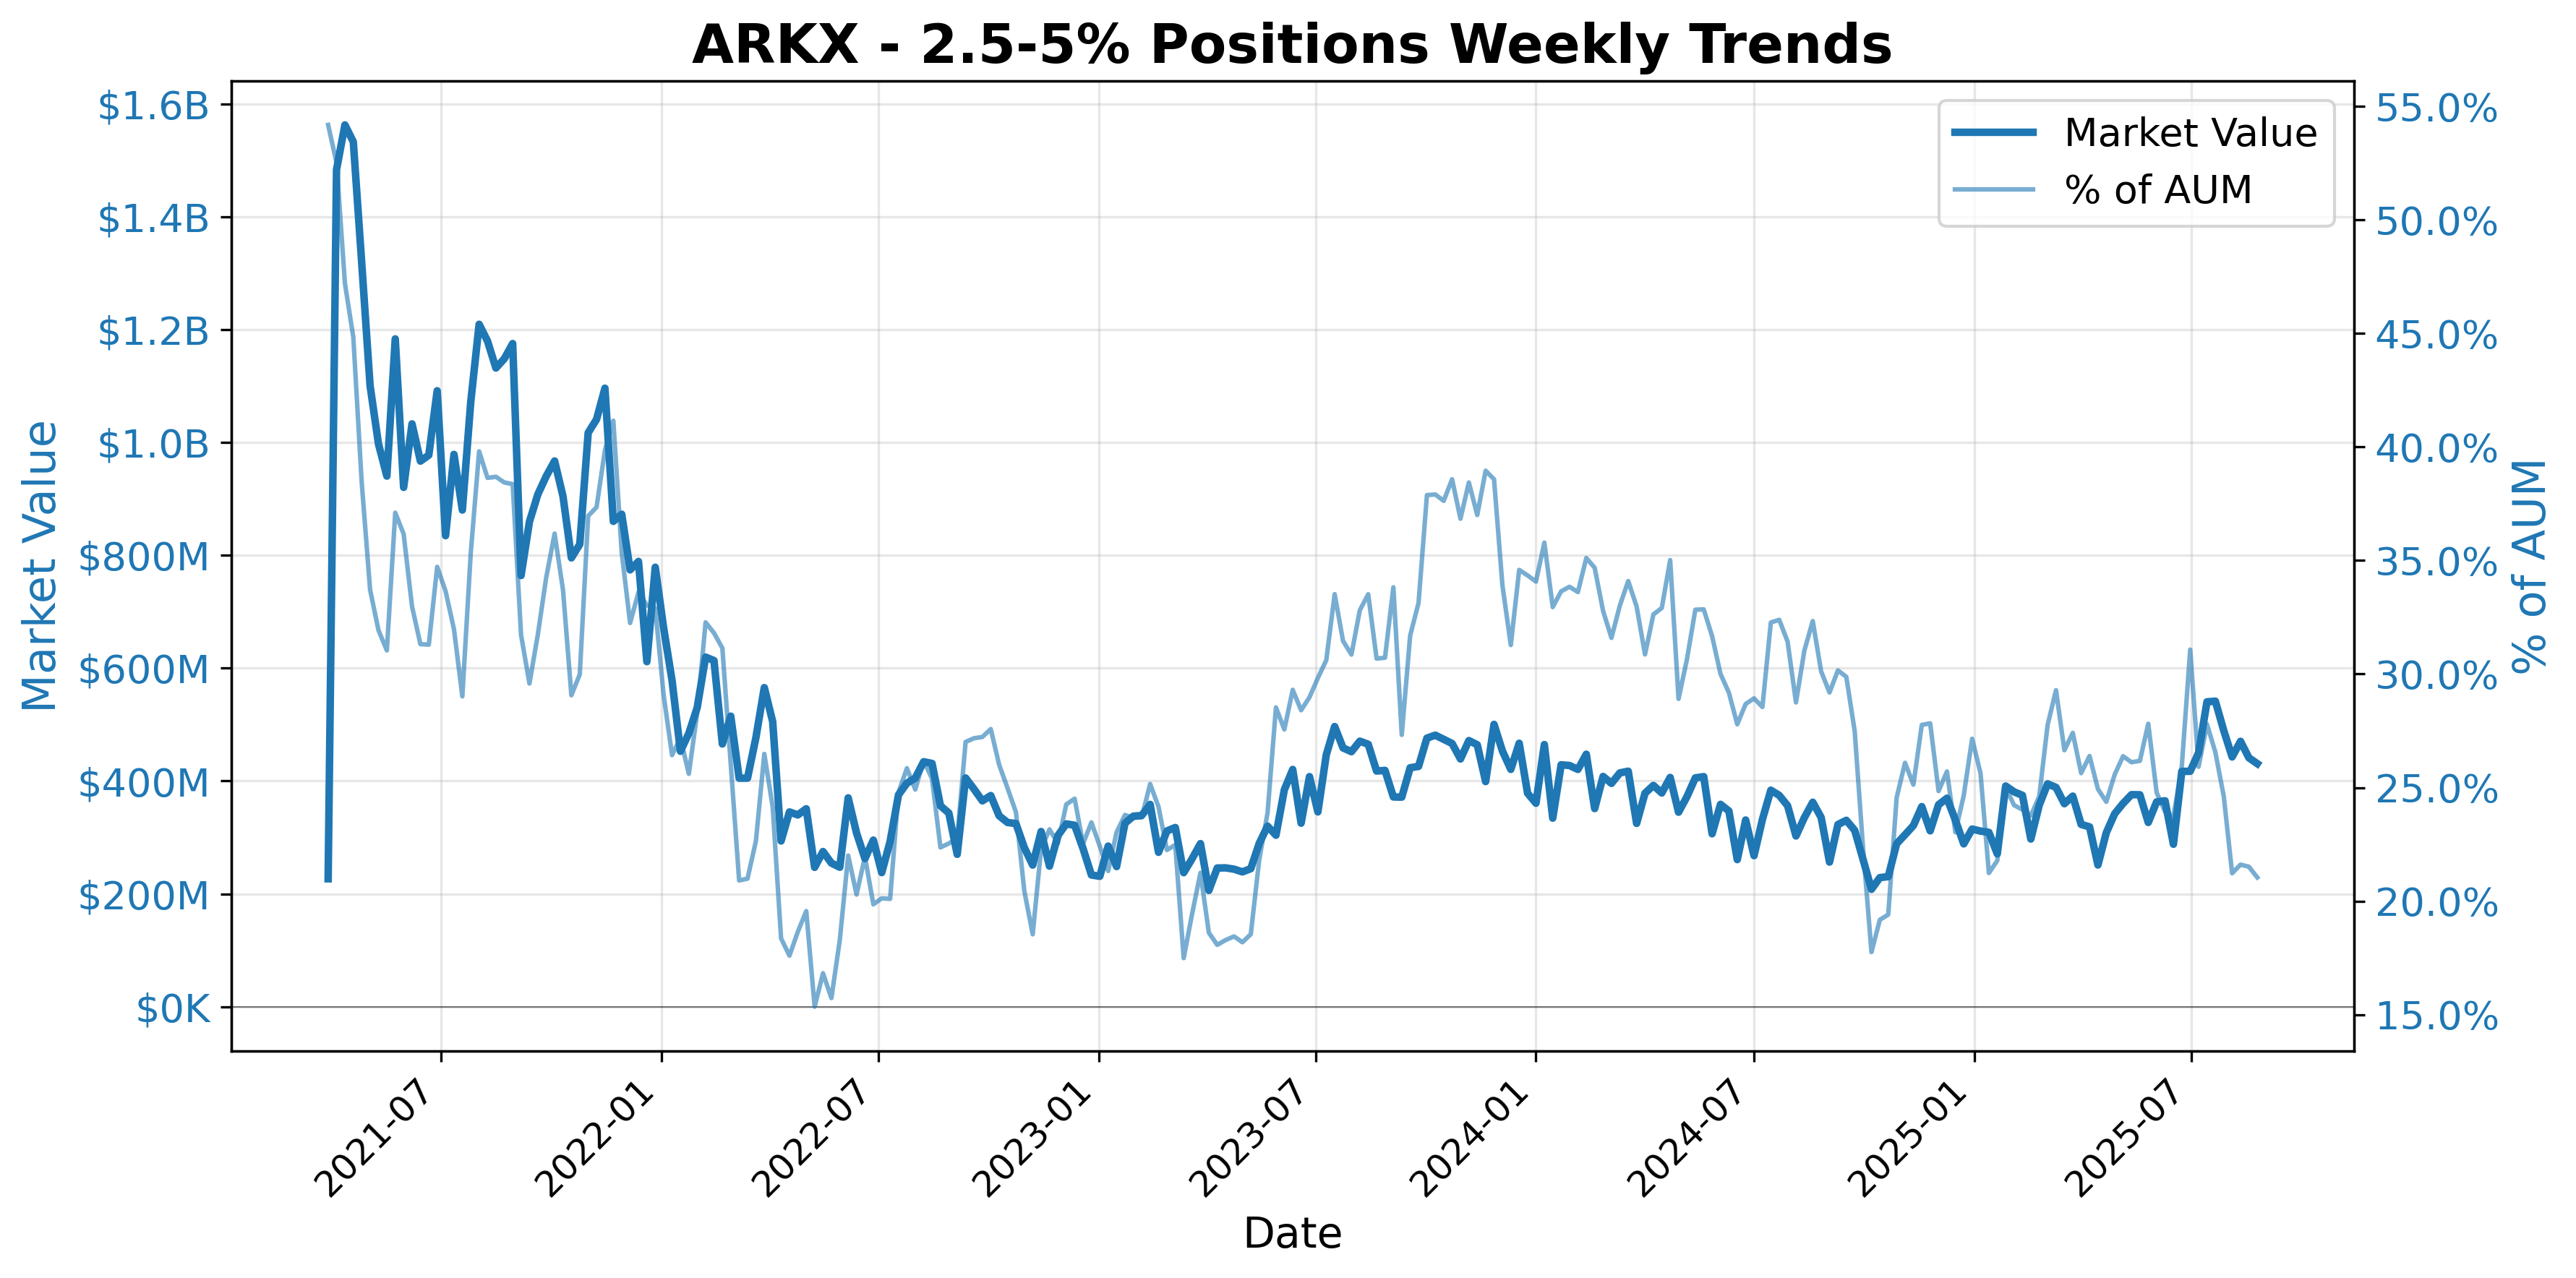 ARKX - 2.5-5% Positions Weekly Trends
Market Value
% of AUM
$1.6B
$1.4B
$1.2B
$1.0B
$800M
$600M
$400M
$200M
$0K
Market Value
55.0%
50.0%
45.0%
40.0%
35.0%
30.0%
25.0%
20.0%
15.0%
% of AUM
2021-07
2022-01
2022-07
2023-01
2023-07
2024-01
2024-07
2025-01
2025-07
Date